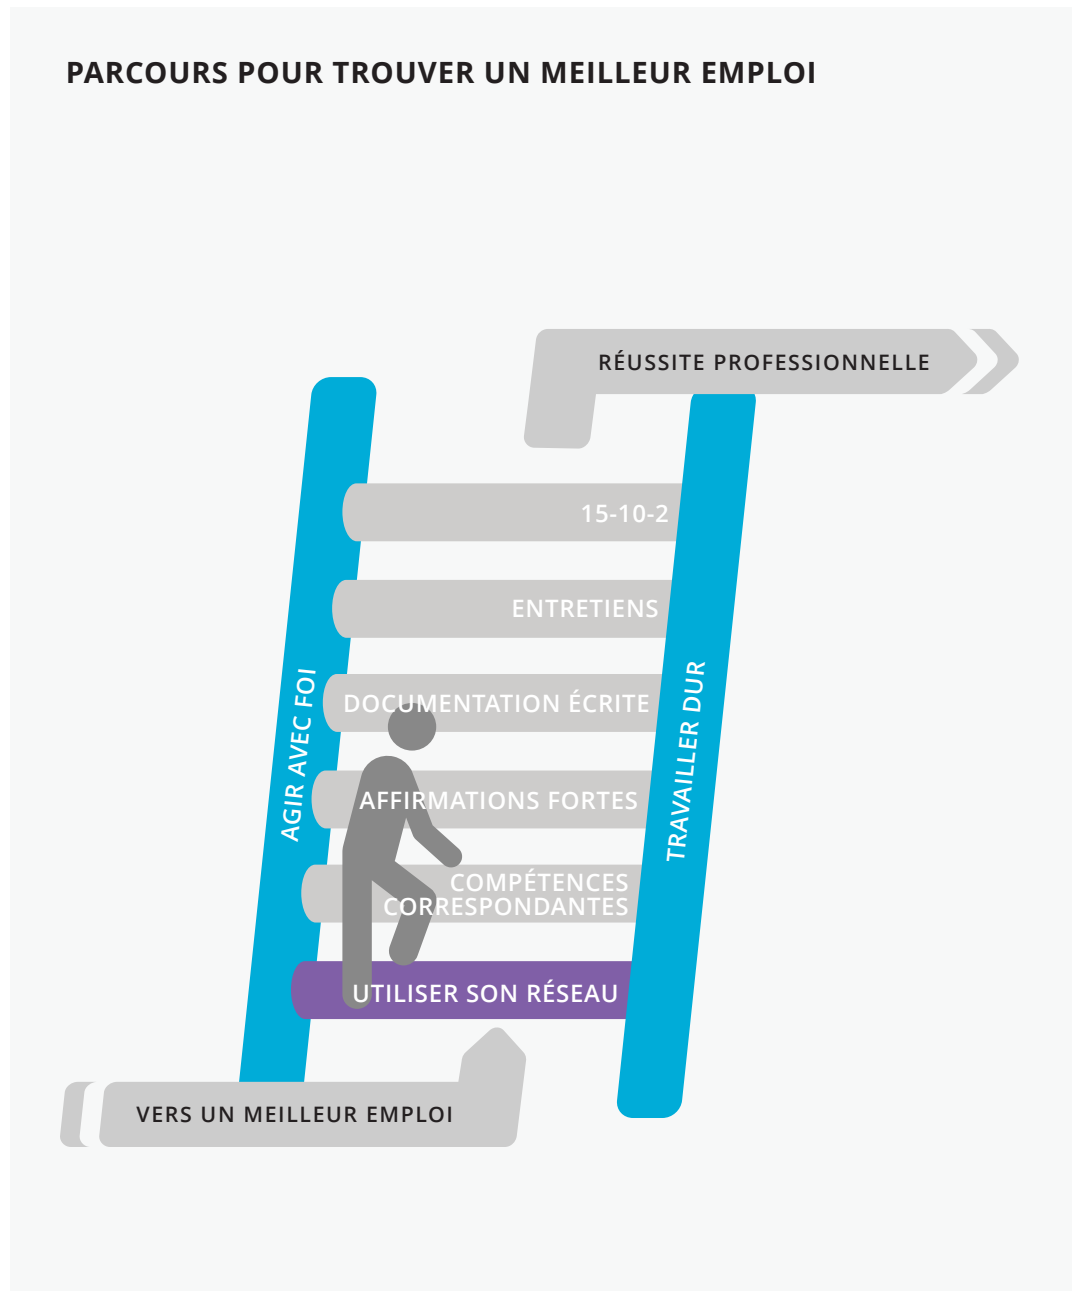 PARCOURS POUR TROUVER UN MEILLEUR EMPLOI
RÉUSSITE PROFESSIONNELLE
15-10-2
ENTRETIENS
DOCUMENTATION ÉCRITE
AFFIRMATIONS FORTES
COMPÉTENCES
CORRESPONDANTES
UTILISER SON RÉSEAU
AGIR AVEC FOI
TRAVAILLER DUR
VERS UN MEILLEUR EMPLOI